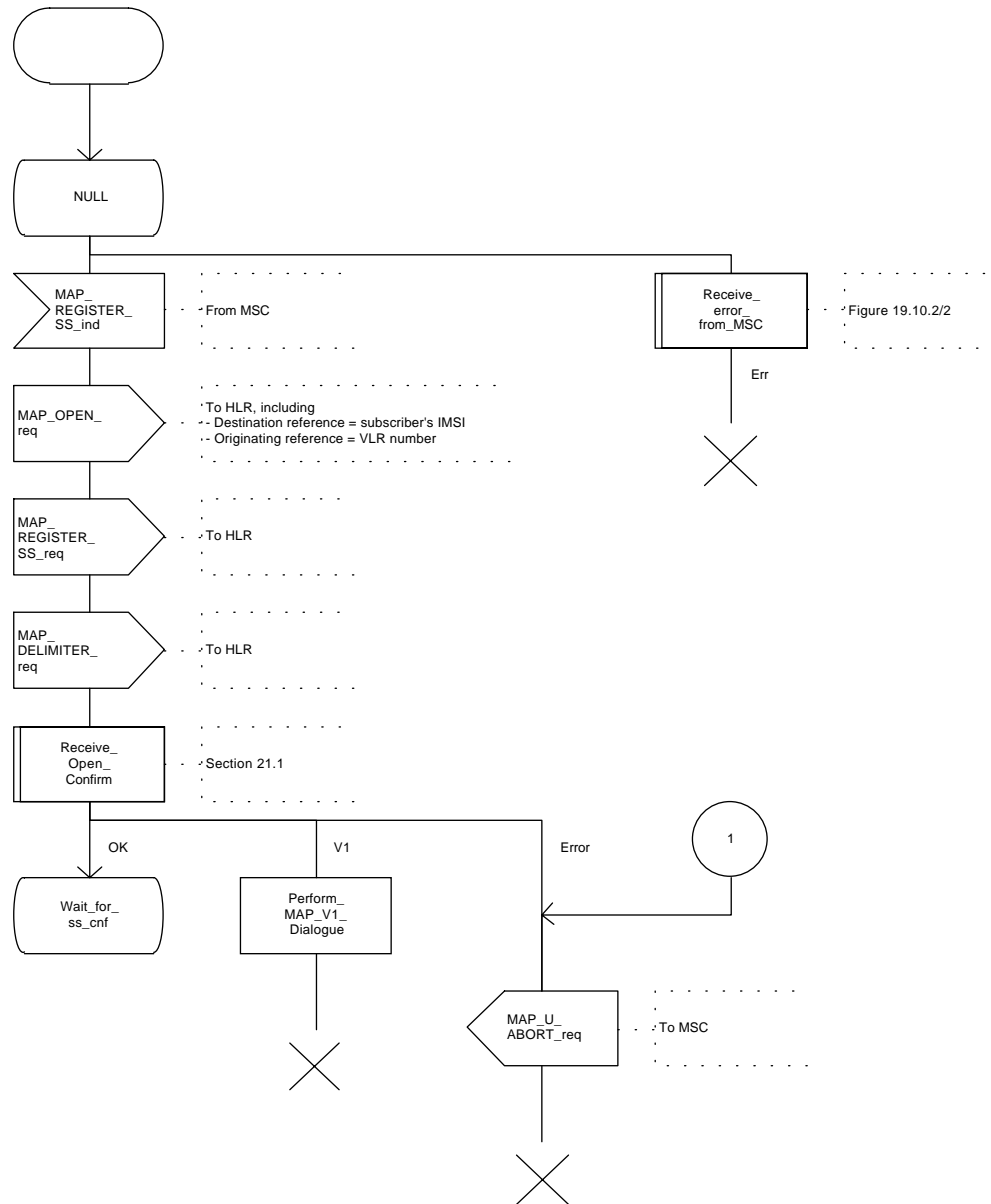 NULL
MAP_
REGISTER_
SS_ind
From MSC
Receive_
error_
from_MSC
Figure 19.10.2/2
Err
MAP_OPEN_
req
To HLR, including
- Destination reference = subscriber's IMSI
- Originating reference = VLR number
MAP_
REGISTER_
SS_req
To HLR
MAP_
DELIMITER_
req
To HLR
Receive_
Open_
Confirm
Section 21.1
OK
V1
Error
1
Wait_for_
ss_cnf
Perform_
MAP_V1_
Dialogue
MAP_U_
ABORT_req
To MSC